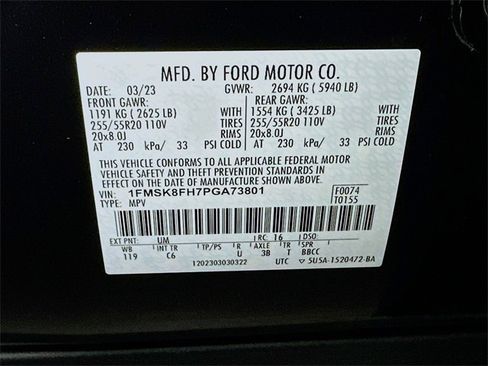 MFD. BY FORD MOTOR CO.
DATE: 03/23 GVWR: 2694 KG ( 5940 LB)
FRONT GAWR: REAR GAWR:
1191 KG ( 2625 LB) 1554 KG ( 3425 LB)
255/55R20 110V TIRES 255/55R20 110V TIRES
20x8.0J RIMS 20x8.0J RIMS
AT 230 kPa/ 33 PSI COLD AT 230 kPa/ 33 PSI COLD
THIS VEHICLE CONFORMS TO ALL APPLICABLE FEDERAL MOTOR
VEHICLE SAFETY AND THEFT PREVENTION STANDARDS IN
EFFECT ON THE DATE OF MANUFACTURE SHOWN ABOVE.
VIN: 1FMSK8FH7PGA73801 F0074
TYPE: MPV T0155
EXT PNT: UM RC: 16 DSO:
WB INT TR TP/PS R AXLE T SPR
119 C6 U 3B T BBCC
1202303030322 UTC 5U5A-1520472-BA